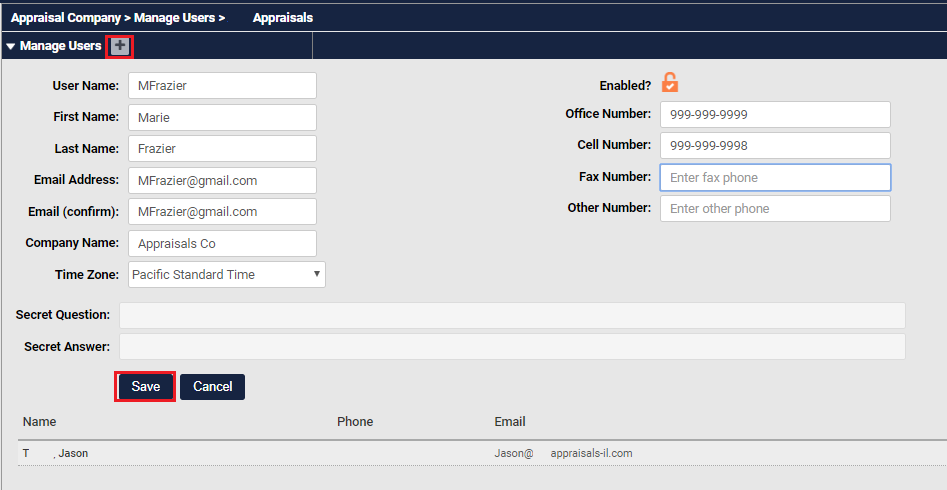 Appraisal Company > Manage Users > Appraisals
Manage Users +
User Name: MFrazier
First Name: Marie
Last Name: Frazier
Email Address: MFrazier@gmail.com
Email (confirm): MFrazier@gmail.com
Company Name: Appraisals Co
Time Zone: Pacific Standard Time
Enabled?
Office Number: 999-999-9999
Cell Number: 999-999-9998
Fax Number: Enter fax phone
Other Number: Enter other phone
Secret Question:
Secret Answer:
Save Cancel
Name Phone Email
T , Jason Jason@ appraisals-il.com